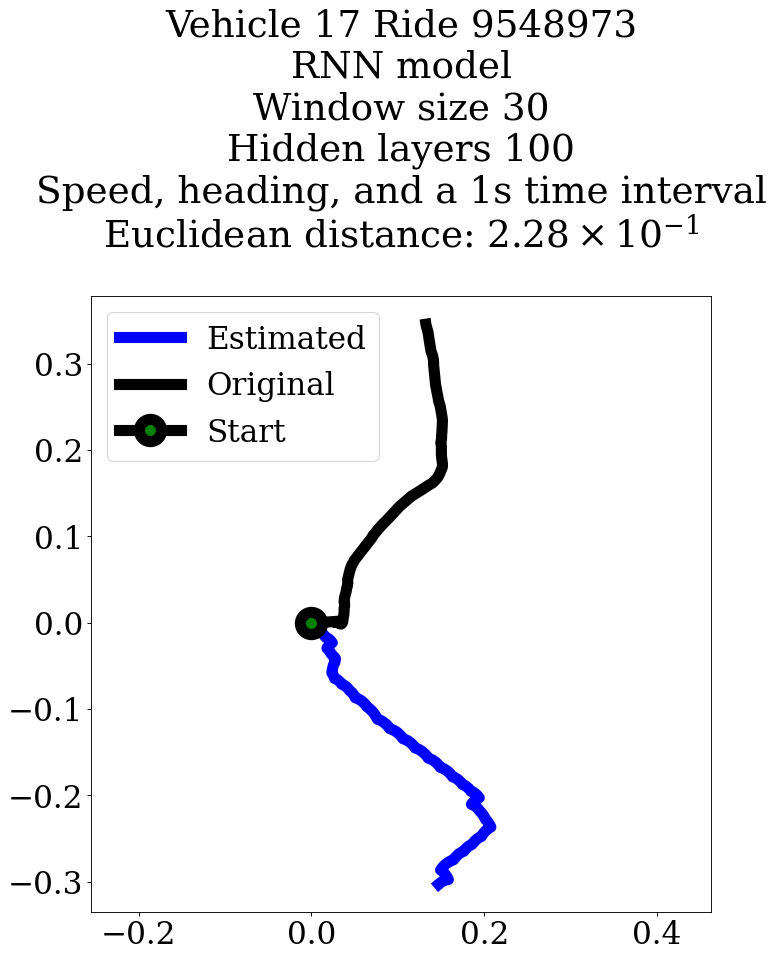 Vehicle 17 Ride 9548973
RNN model
Window size 30
Hidden layers 100
Speed, heading, and a 1s time interval
Euclidean distance: 2.28 × 10⁻¹
Estimated
Original
Start
0.3
0.2
0.1
0.0
−0.1
−0.2
−0.3
−0.2 0.0 0.2 0.4